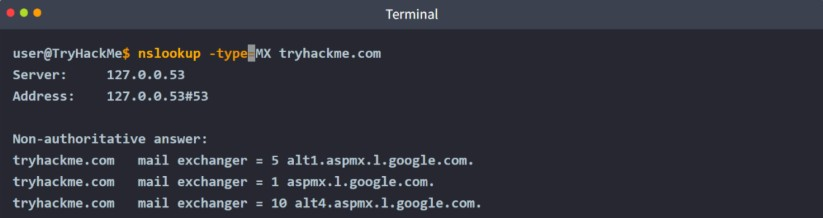 Terminal
user@TryHackMe$ nslookup -type=MX tryhackme.com
Server: 127.0.0.53
Address: 127.0.0.53#53
Non-authoritative answer:
tryhackme.com mail exchanger = 5 alt1.aspmx.l.google.com.
tryhackme.com mail exchanger = 1 aspmx.l.google.com.
tryhackme.com mail exchanger = 10 alt4.aspmx.l.google.com.